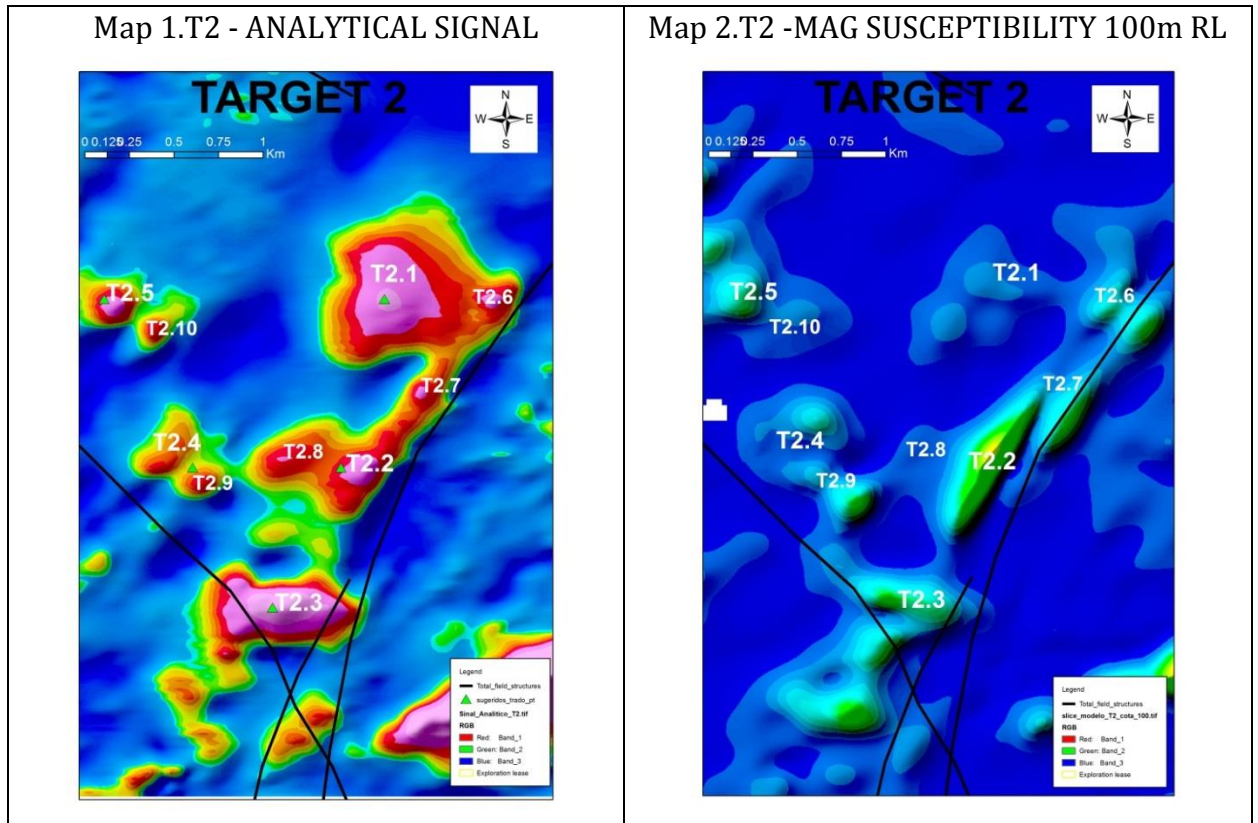 Map 1.T2 - ANALYTICAL SIGNAL
TARGET 2
N
W E
S
0 0.125 0.25 0.5 0.75 1
Km
T2.1
T2.5
T2.6
T2.10
T2.7
T2.4
T2.8
T2.2
T2.9
T2.3
Legend
Total_field_structures
sugeridos_trado_pt
Sinal_Analitico_T2.tif
RGB
Red: Band_1
Green: Band_2
Blue: Band_3
Exploration lease
Map 2.T2 -MAG SUSCEPTIBILITY 100m RL
TARGET 2
N
W E
S
0 0.125 0.25 0.5 0.75 1
Km
T2.1
T2.5
T2.6
T2.10
T2.7
T2.4
T2.8
T2.2
T2.9
T2.3
Legend
Total_field_structures
slice_modelo_T2_cota_100.tif
RGB
Red: Band_1
Green: Band_2
Blue: Band_3
Exploration lease